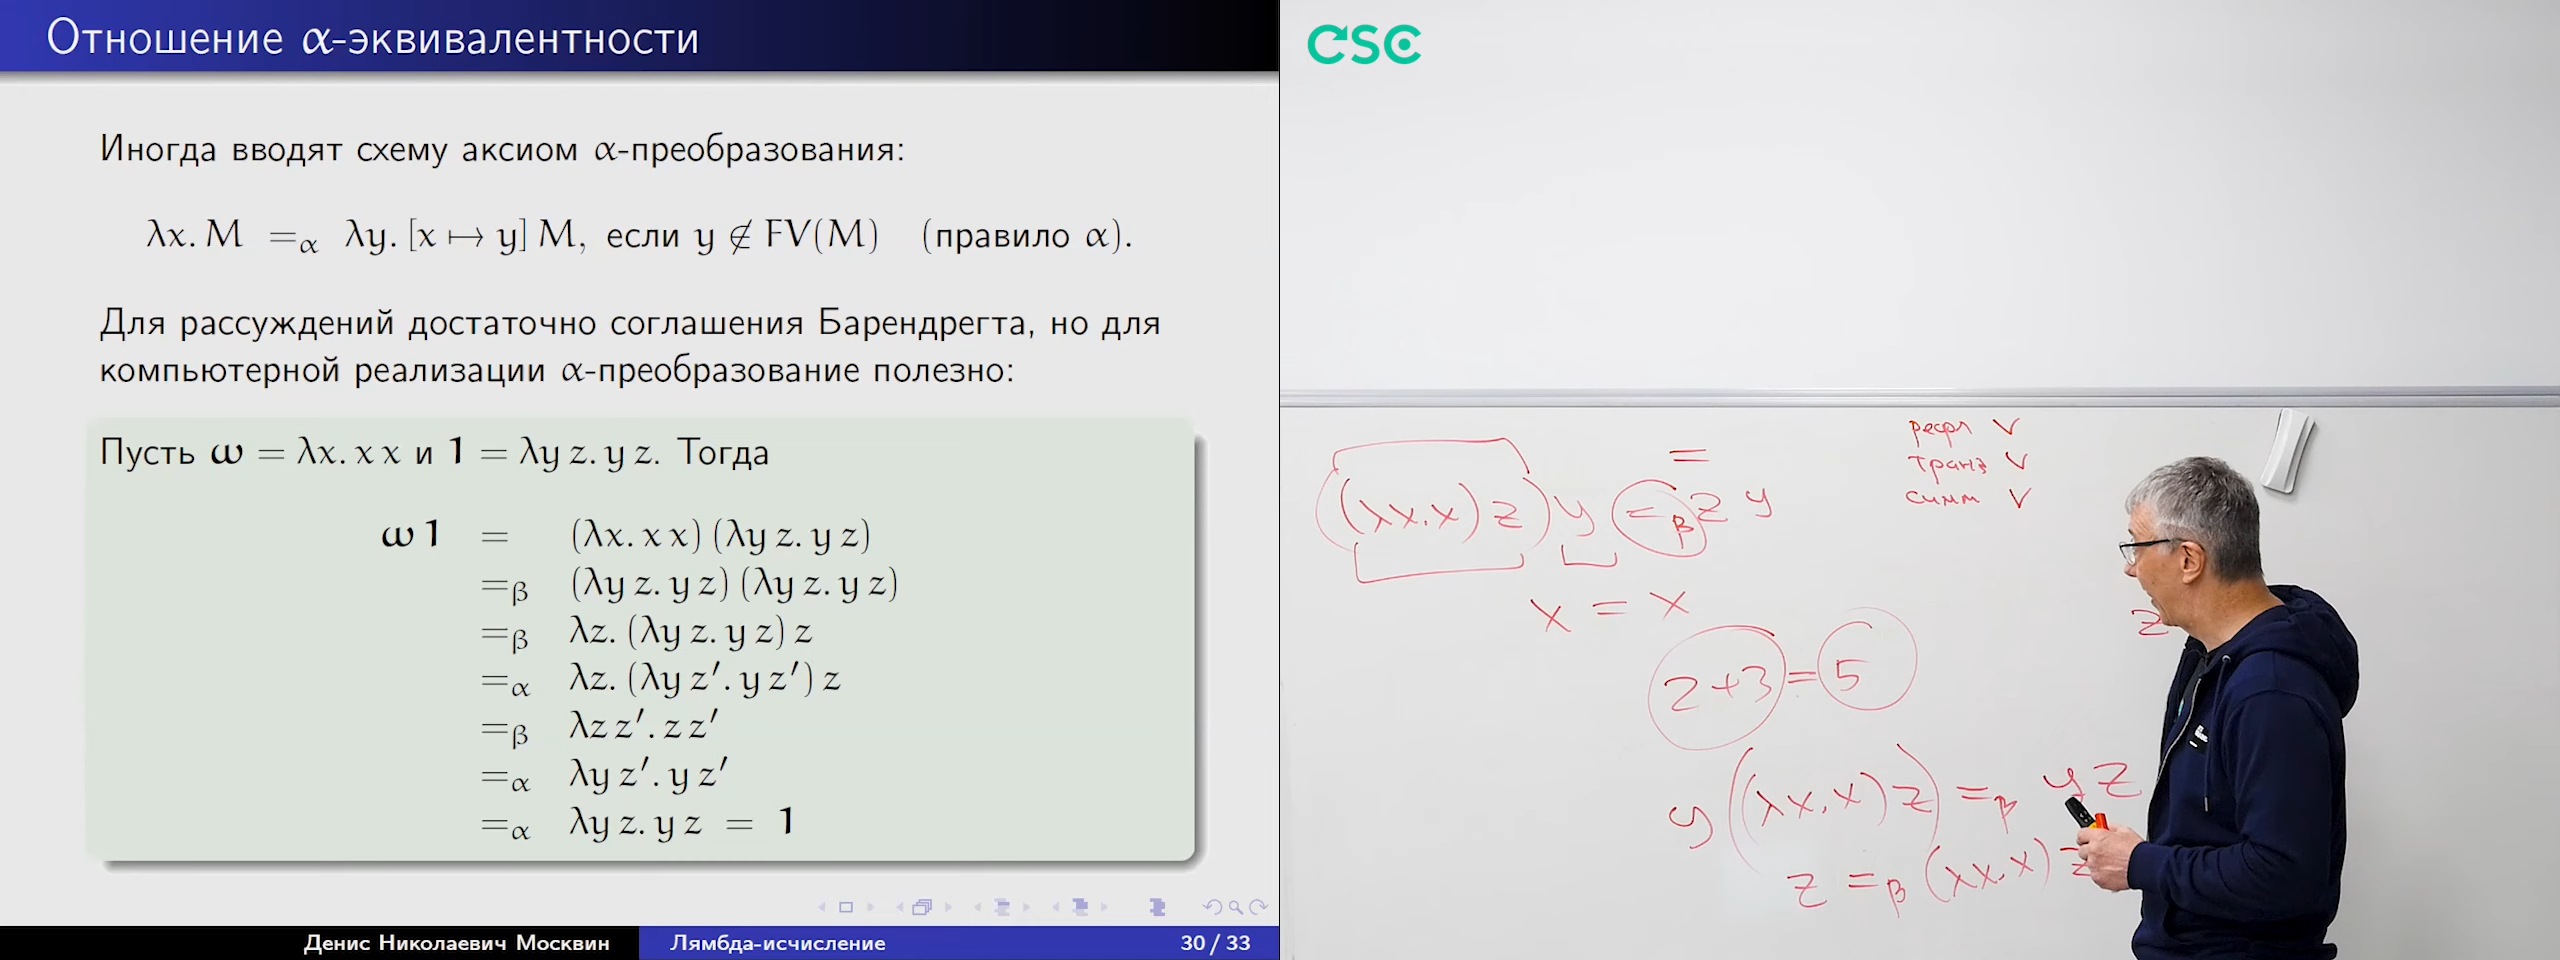 Отношение α-эквивалентности
Иногда вводят схему аксиом α-преобразования:
λx. M =α λy. [x ↦ y] M, если y ∉ FV(M) (правило α).
Для рассуждений достаточно соглашения Барендрегта, но для
компьютерной реализации α-преобразование полезно:
Пусть ω = λx. x x и 1 = λy z. y z. Тогда
ω 1 = (λx. x x) (λy z. y z)
=β (λy z. y z) (λy z. y z)
=β λz. (λy z. y z) z
=α λz. (λy z′. y z′) z
=β λz z′. z z′
=α λy z′. y z′
=α λy z. y z = 1
Денис Николаевич Москвин
Лямбда-исчисление
30 / 33
CSC
рефл V
транз V
симм V
=
((λx.x) z) y =β z y
x = x
z
2+3 = 5
y ((λx.x) z) =β y z
z =β (λx.x) z